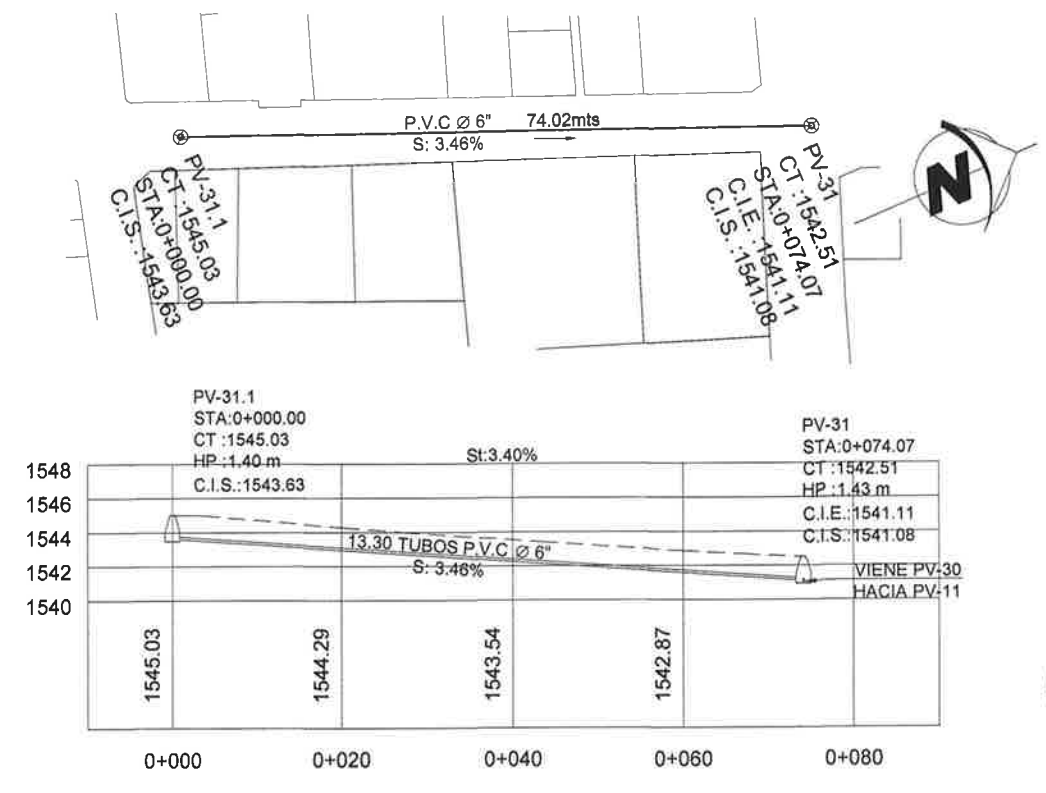 P.V.C Ø 6" 74.02mts
S: 3.46%
PV-31.1
CT :1545.03
STA:0+000.00
C.I.S. :1543.63
PV-31
CT :1542.51
STA:0+074.07
C.I.E. :1541.11
C.I.S. :1541.08
N
PV-31.1
STA:0+000.00
CT :1545.03
HP :1.40 m
C.I.S.:1543.63
St:3.40%
PV-31
STA:0+074.07
CT :1542.51
HP :1.43 m
C.I.E.:1541.11
C.I.S.:1541.08
1548
1546
1544
1542
1540
13.30 TUBOS P.V.C Ø 6"
S: 3.46%
VIENE PV-30
HACIA PV-11
1545.03
1544.29
1543.54
1542.87
0+000
0+020
0+040
0+060
0+080